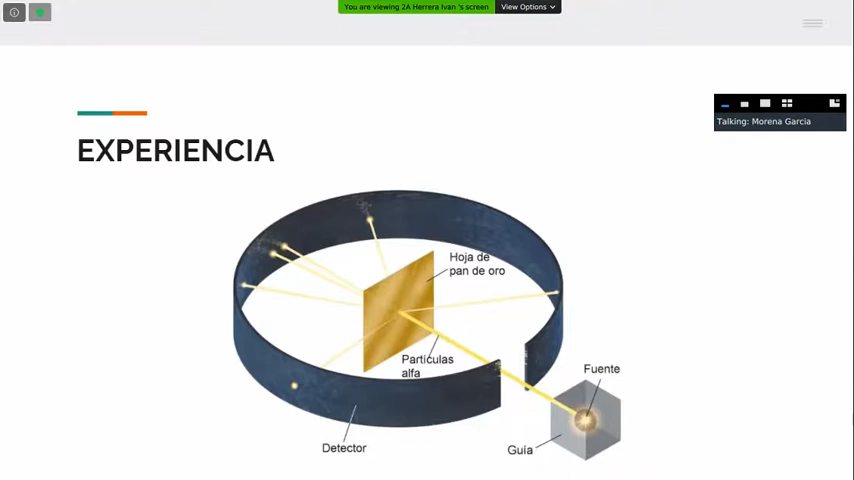 You are viewing 2A Herrera Ivan 's screen
View Options
Talking: Morena Garcia
EXPERIENCIA
Hoja de
pan de oro
Partículas
alfa
Fuente
Detector
Guía